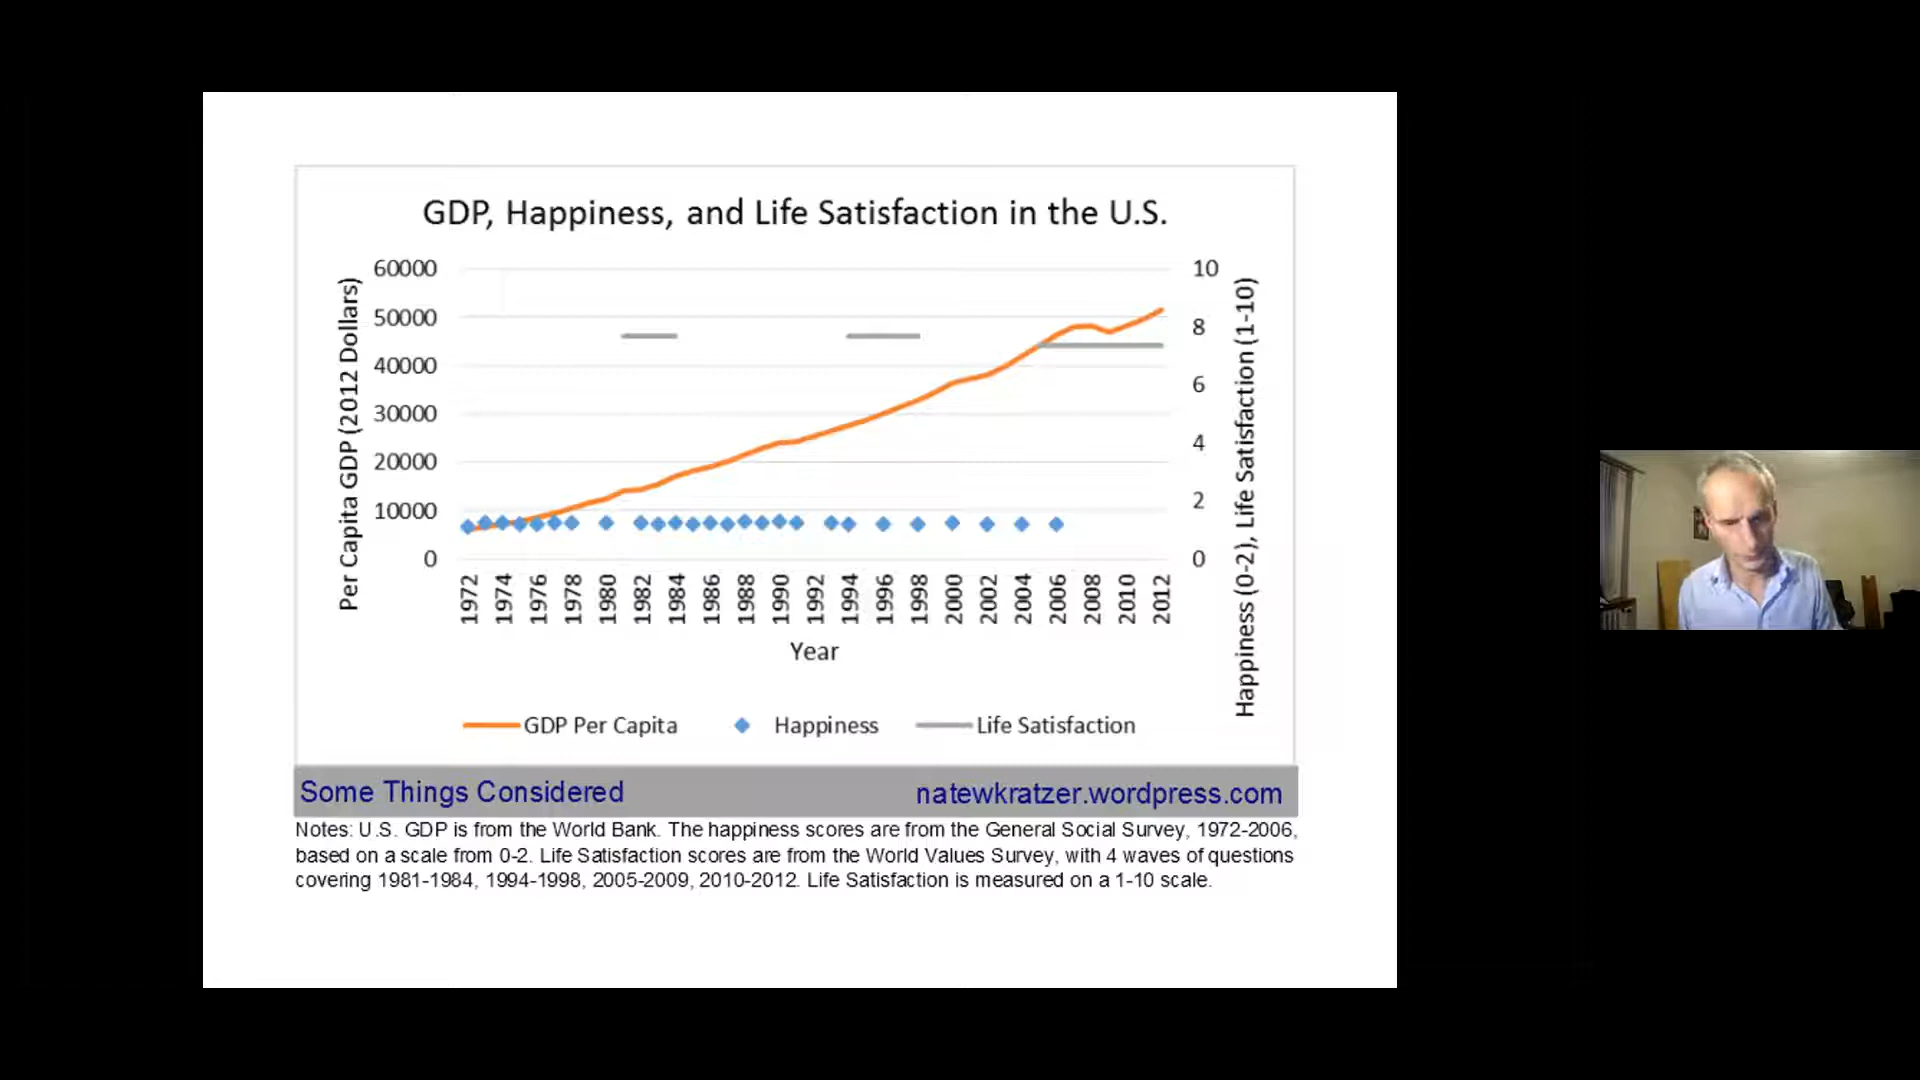 GDP, Happiness, and Life Satisfaction in the U.S.
Per Capita GDP (2012 Dollars)
60000
50000
40000
30000
20000
10000
0
10
8
6
4
2
0
Happiness (0-2), Life Satisfaction (1-10)
1972 1974 1976 1978 1980 1982 1984 1986 1988 1990 1992 1994 1996 1998 2000 2002 2004 2006 2008 2010 2012
Year
GDP Per Capita Happiness Life Satisfaction
Some Things Considered natewkratzer.wordpress.com
Notes: U.S. GDP is from the World Bank. The happiness scores are from the General Social Survey, 1972-2006,
based on a scale from 0-2. Life Satisfaction scores are from the World Values Survey, with 4 waves of questions
covering 1981-1984, 1994-1998, 2005-2009, 2010-2012. Life Satisfaction is measured on a 1-10 scale.